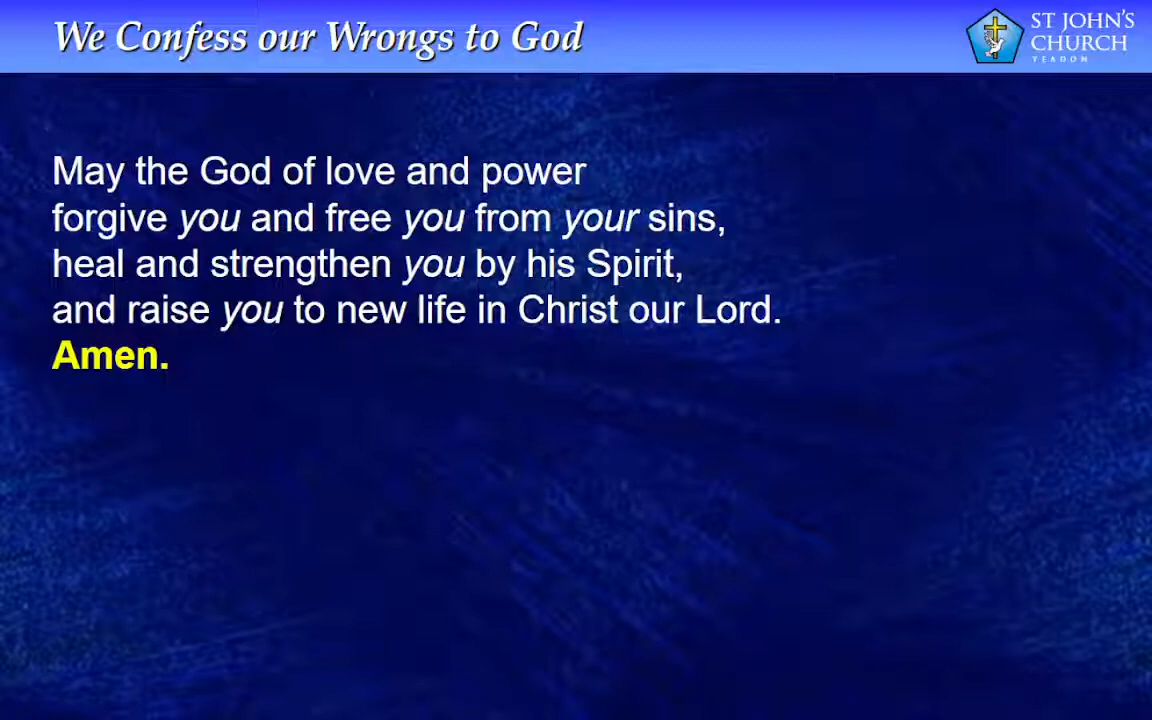 We Confess our Wrongs to God
ST JOHN'S
CHURCH
YEADON
May the God of love and power
forgive you and free you from your sins,
heal and strengthen you by his Spirit,
and raise you to new life in Christ our Lord.
Amen.